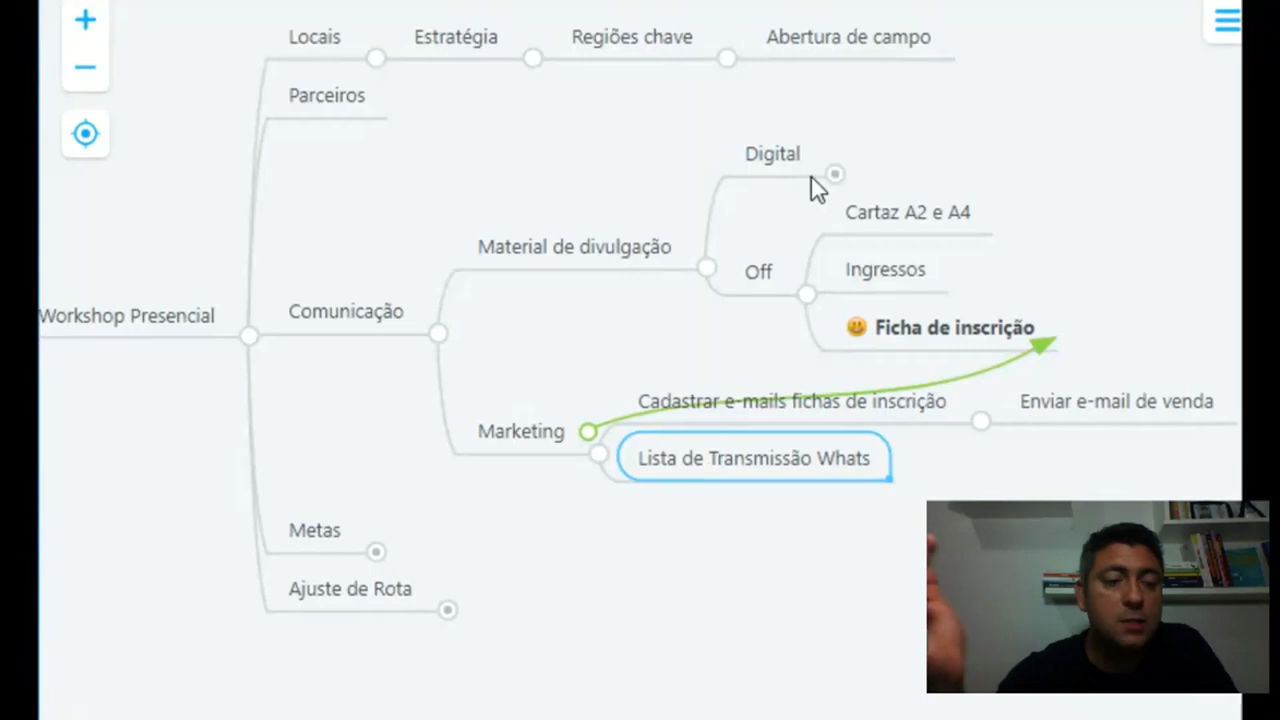 Locais
Estratégia
Regiões chave
Abertura de campo
Parceiros
Digital
Cartaz A2 e A4
Material de divulgação
Off
Ingressos
Workshop Presencial
Comunicação
Ficha de inscrição
Cadastrar e-mails fichas de inscrição
Enviar e-mail de venda
Marketing
Lista de Transmissão Whats
Metas
Ajuste de Rota